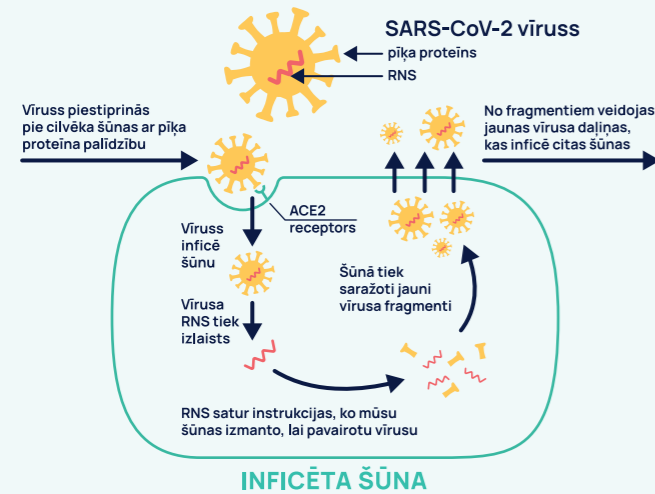 SARS-CoV-2 vīruss
pīķa proteīns
RNS
Vīruss piestiprinās
pie cilvēka šūnas ar pīķa
proteīna palīdzību
No fragmentiem veidojas
jaunas vīrusa daļiņas,
kas inficē citas šūnas
ACE2
receptors
Vīruss
inficē
šūnu
Vīrusa
RNS tiek
izlaists
Šūnā tiek
saražoti jauni
vīrusa fragmenti
RNS satur instrukcijas, ko mūsu
šūnas izmanto, lai pavairotu vīrusu
INFICĒTA ŠŪNA